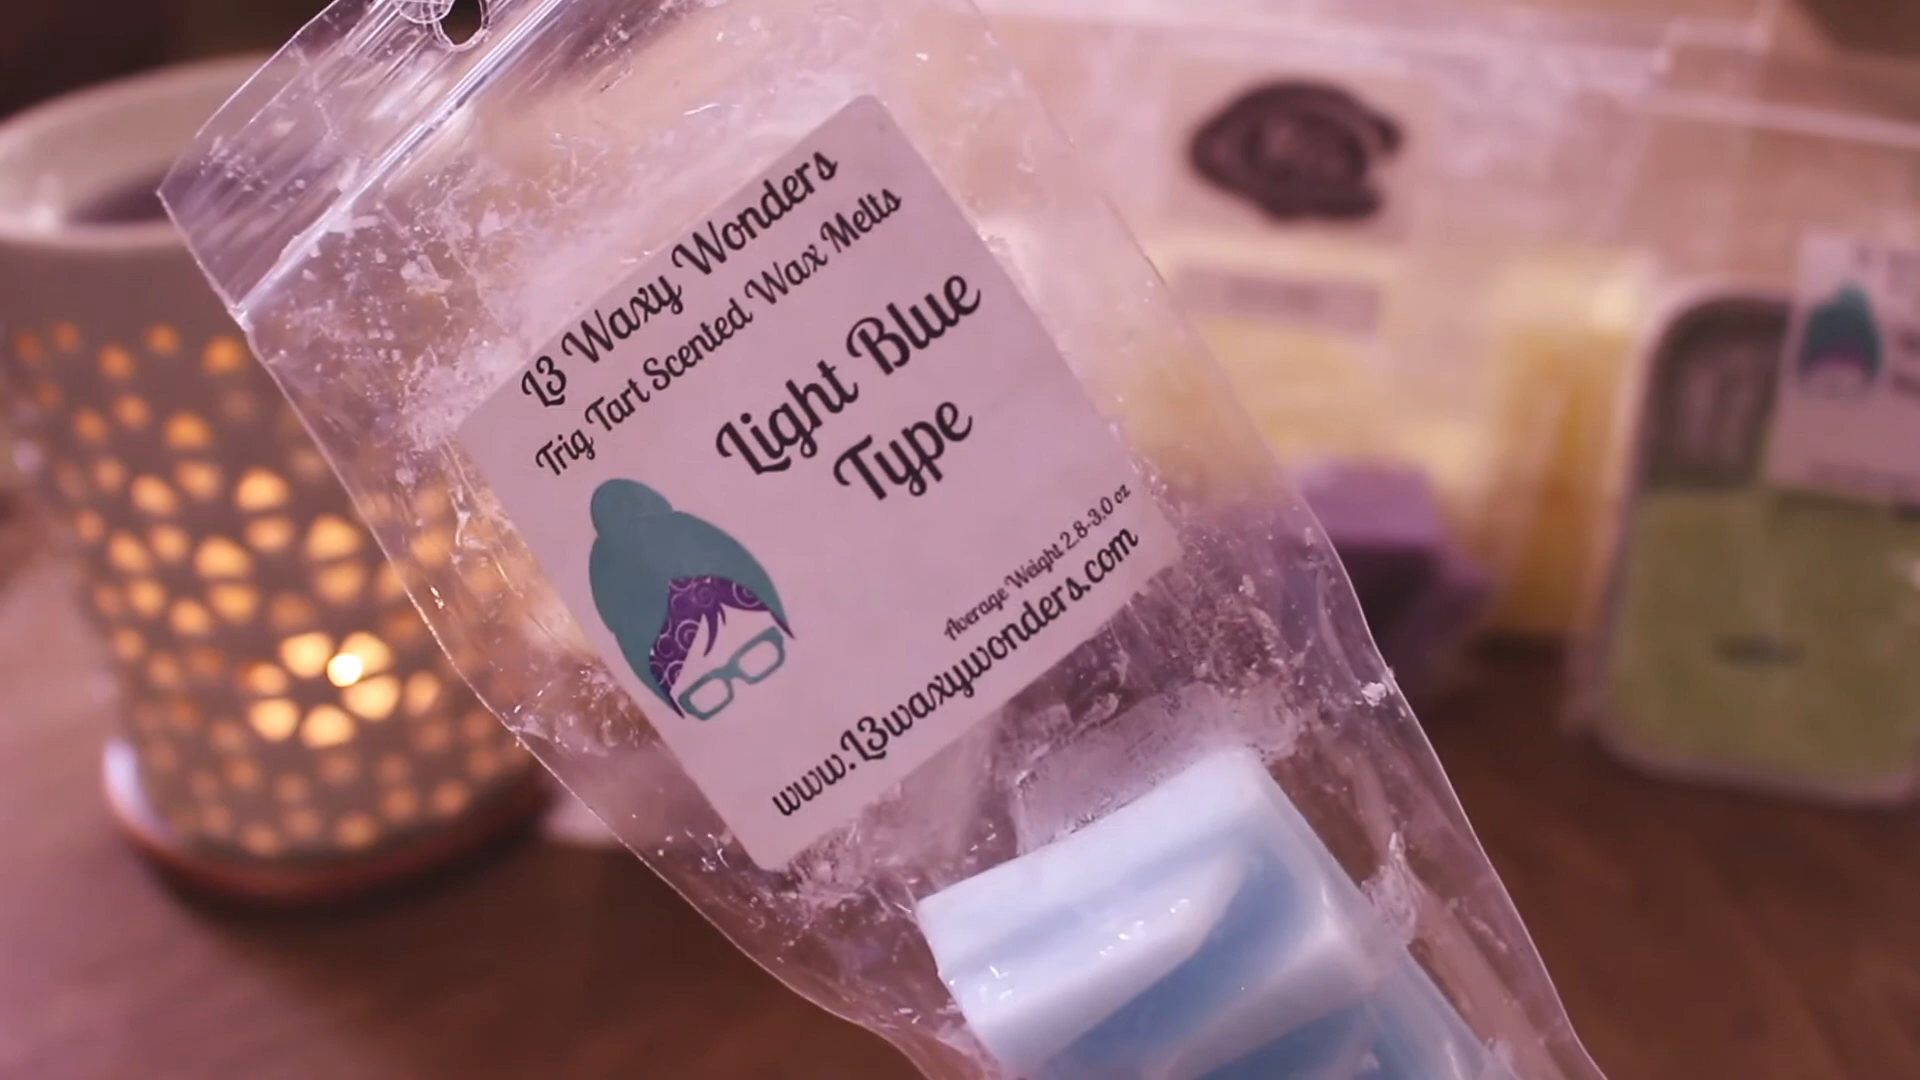 L3 Waxy Wonders
Trig Tart Scented Wax Melts
Light Blue
Type
Average Weight 2.8-3.0 oz
www.L3waxywonders.com